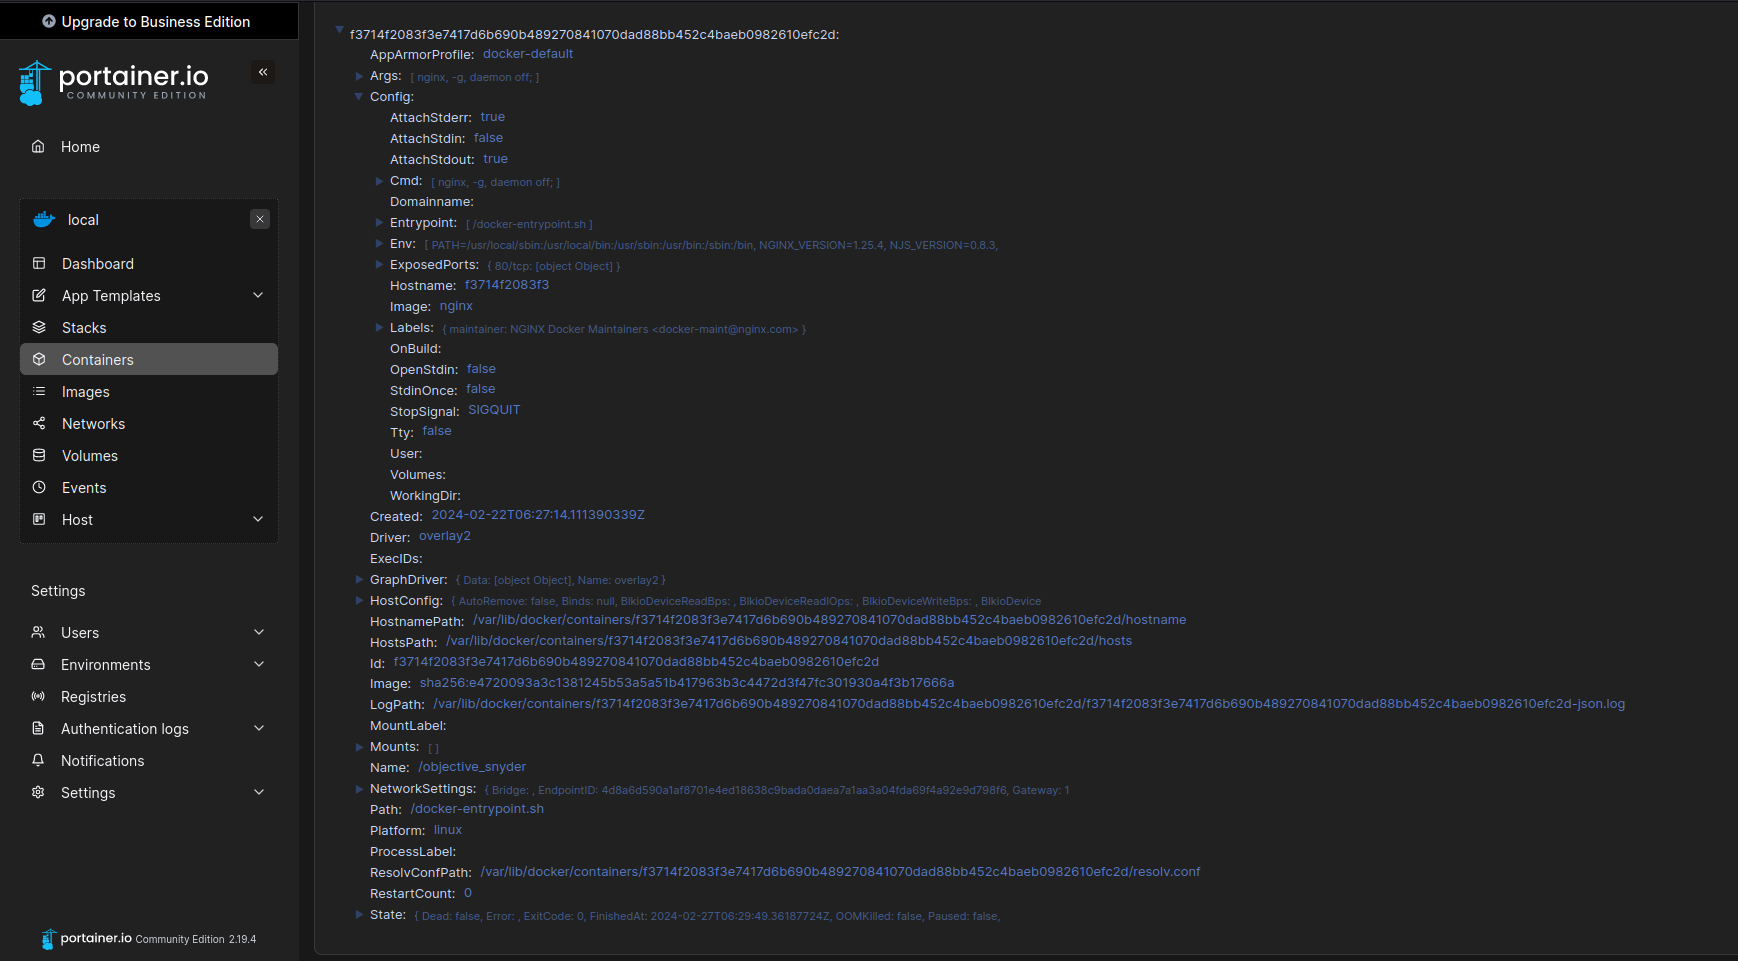 Upgrade to Business Edition
portainer.io
COMMUNITY EDITION
Home
local
Dashboard
App Templates
Stacks
Containers
Images
Networks
Volumes
Events
Host
Settings
Users
Environments
Registries
Authentication logs
Notifications
Settings
portainer.io Community Edition 2.19.4
f3714f2083f3e7417d6b690b489270841070dad88bb452c4baeb0982610efc2d:
AppArmorProfile: docker-default
Args: [ nginx, -g, daemon off; ]
Config:
AttachStderr: true
AttachStdin: false
AttachStdout: true
Cmd: [ nginx, -g, daemon off; ]
Domainname:
Entrypoint: [ /docker-entrypoint.sh ]
Env: [ PATH=/usr/local/sbin:/usr/local/bin:/usr/sbin:/usr/bin:/sbin:/bin, NGINX_VERSION=1.25.4, NJS_VERSION=0.8.3,
ExposedPorts: { 80/tcp: [object Object] }
Hostname: f3714f2083f3
Image: nginx
Labels: { maintainer: NGINX Docker Maintainers <docker-maint@nginx.com> }
OnBuild:
OpenStdin: false
StdinOnce: false
StopSignal: SIGQUIT
Tty: false
User:
Volumes:
WorkingDir:
Created: 2024-02-22T06:27:14.111390339Z
Driver: overlay2
ExecIDs:
GraphDriver: { Data: [object Object], Name: overlay2 }
HostConfig: { AutoRemove: false, Binds: null, BlkioDeviceReadBps: , BlkioDeviceReadIOps: , BlkioDeviceWriteBps: , BlkioDevice
HostnamePath: /var/lib/docker/containers/f3714f2083f3e7417d6b690b489270841070dad88bb452c4baeb0982610efc2d/hostname
HostsPath: /var/lib/docker/containers/f3714f2083f3e7417d6b690b489270841070dad88bb452c4baeb0982610efc2d/hosts
Id: f3714f2083f3e7417d6b690b489270841070dad88bb452c4baeb0982610efc2d
Image: sha256:e4720093a3c1381245b53a5a51b417963b3c4472d3f47fc301930a4f3b17666a
LogPath: /var/lib/docker/containers/f3714f2083f3e7417d6b690b489270841070dad88bb452c4baeb0982610efc2d/f3714f2083f3e7417d6b690b489270841070dad88bb452c4baeb0982610efc2d-json.log
MountLabel:
Mounts: [ ]
Name: /objective_snyder
NetworkSettings: { Bridge: , EndpointID: 4d8a6d590a1af8701e4ed18638c9bada0daea7a1aa3a04fda69f4a92e9d798f6, Gateway: 1
Path: /docker-entrypoint.sh
Platform: linux
ProcessLabel:
ResolvConfPath: /var/lib/docker/containers/f3714f2083f3e7417d6b690b489270841070dad88bb452c4baeb0982610efc2d/resolv.conf
RestartCount: 0
State: { Dead: false, Error: , ExitCode: 0, FinishedAt: 2024-02-27T06:29:49.36187724Z, OOMKilled: false, Paused: false,